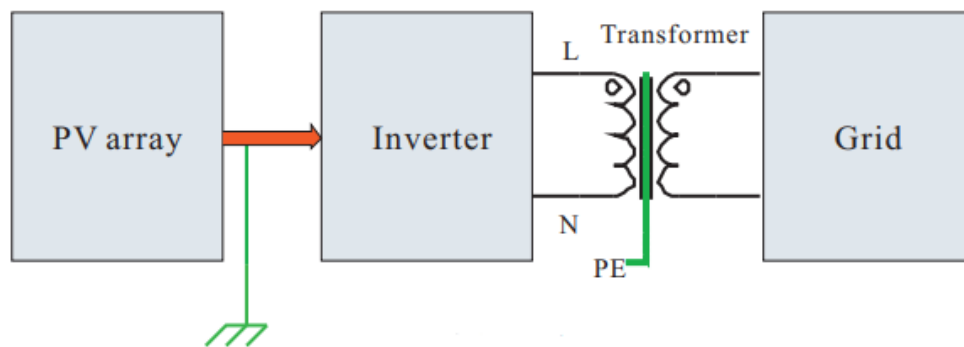 PV array
Inverter
L
N
Transformer
PE
Grid